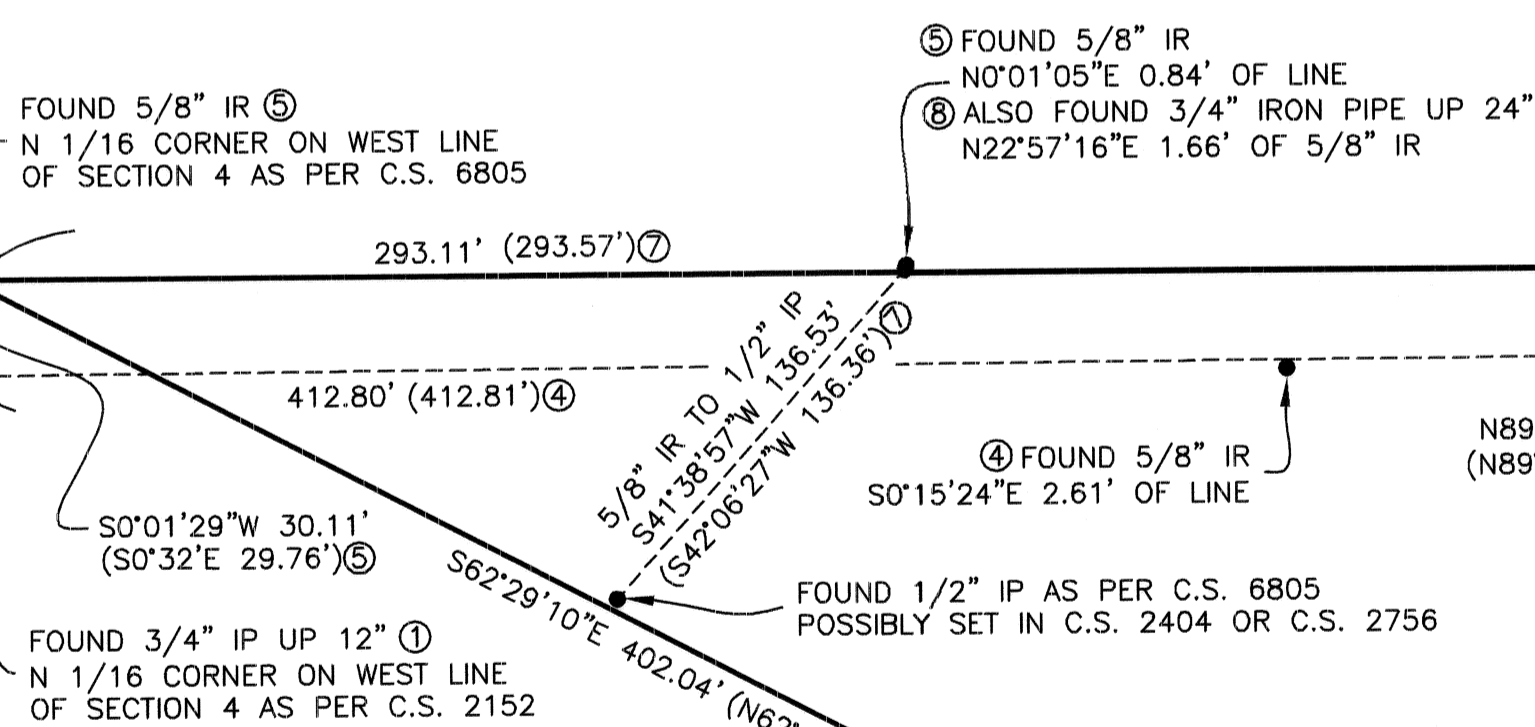 ⑤ FOUND 5/8" IR
N0°01'05"E 0.84' OF LINE
⑧ ALSO FOUND 3/4" IRON PIPE UP 24"
N22°57'16"E 1.66' OF 5/8" IR
FOUND 5/8" IR ⑤
N 1/16 CORNER ON WEST LINE
OF SECTION 4 AS PER C.S. 6805
293.11' (293.57')⑦
5/8" IR TO 1/2" IP
S41°38'57"W 136.53'
(S42°06'27"W 136.36')⑦
412.80' (412.81')④
④ FOUND 5/8" IR
S0°15'24"E 2.61' OF LINE
N89
(N89°
S0°01'29"W 30.11'
(S0°32'E 29.76')⑤
S62°29'10"E 402.04' (N62°
FOUND 1/2" IP AS PER C.S. 6805
POSSIBLY SET IN C.S. 2404 OR C.S. 2756
FOUND 3/4" IP UP 12" ①
N 1/16 CORNER ON WEST LINE
OF SECTION 4 AS PER C.S. 2152